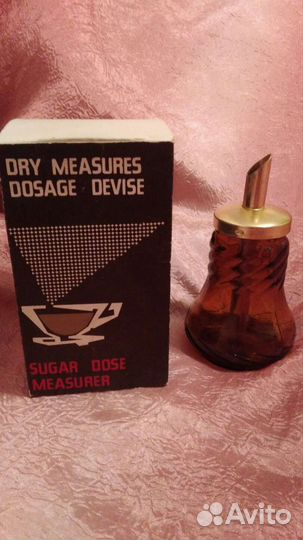 DRY MEASURES
DOSAGE DEVISE
SUGAR DOSE
MEASURER
Avito